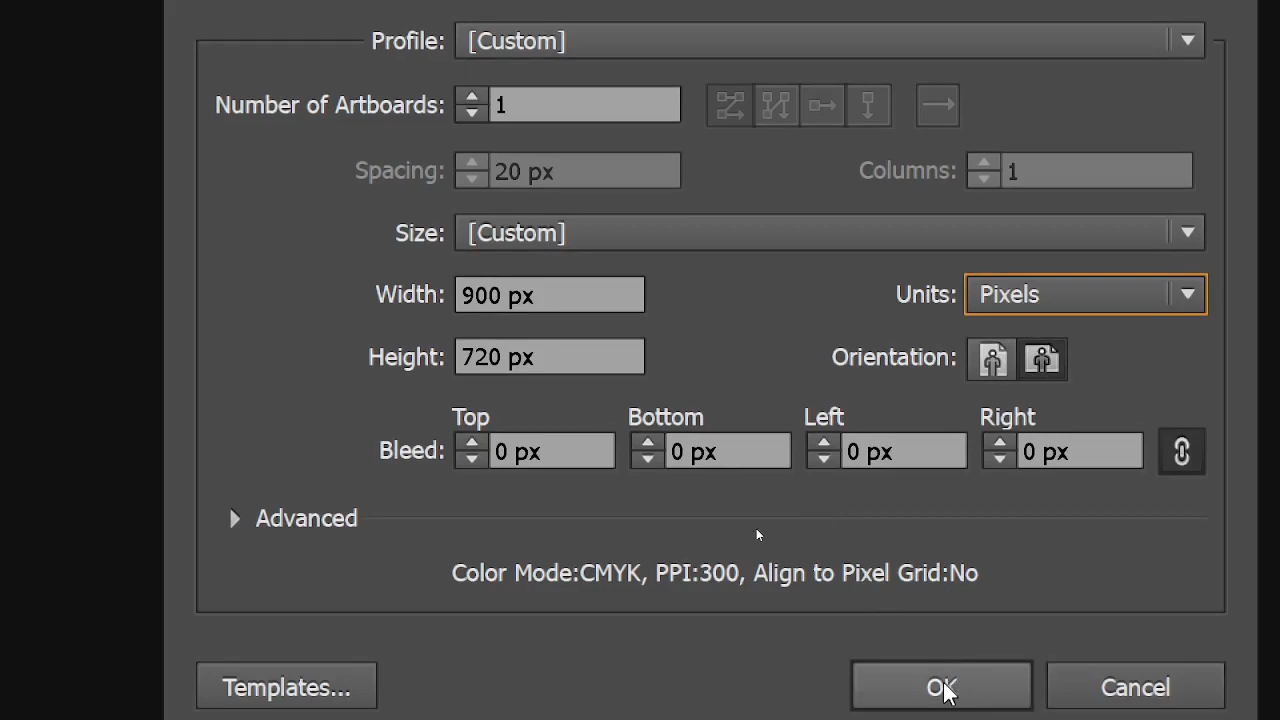 Profile: [Custom]
Number of Artboards: 1
Spacing: 20 px Columns: 1
Size: [Custom]
Width: 900 px Units: Pixels
Height: 720 px Orientation:
Top Bottom Left Right
Bleed: 0 px 0 px 0 px 0 px
Advanced
Color Mode:CMYK, PPI:300, Align to Pixel Grid:No
Templates... OK Cancel